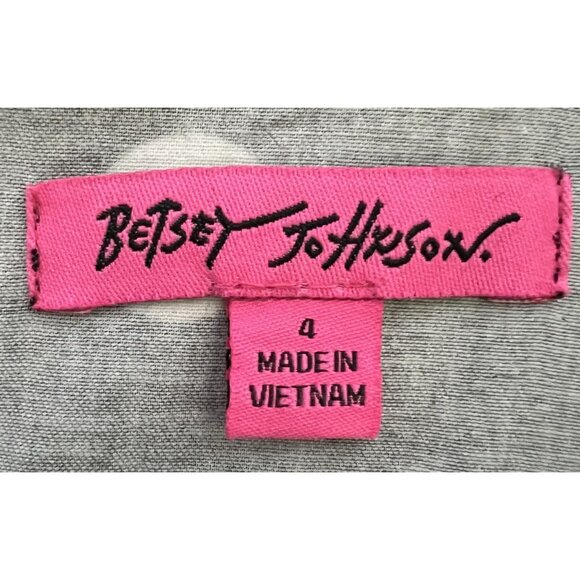 BETSEY JOHNSON.
4
MADE IN
VIETNAM